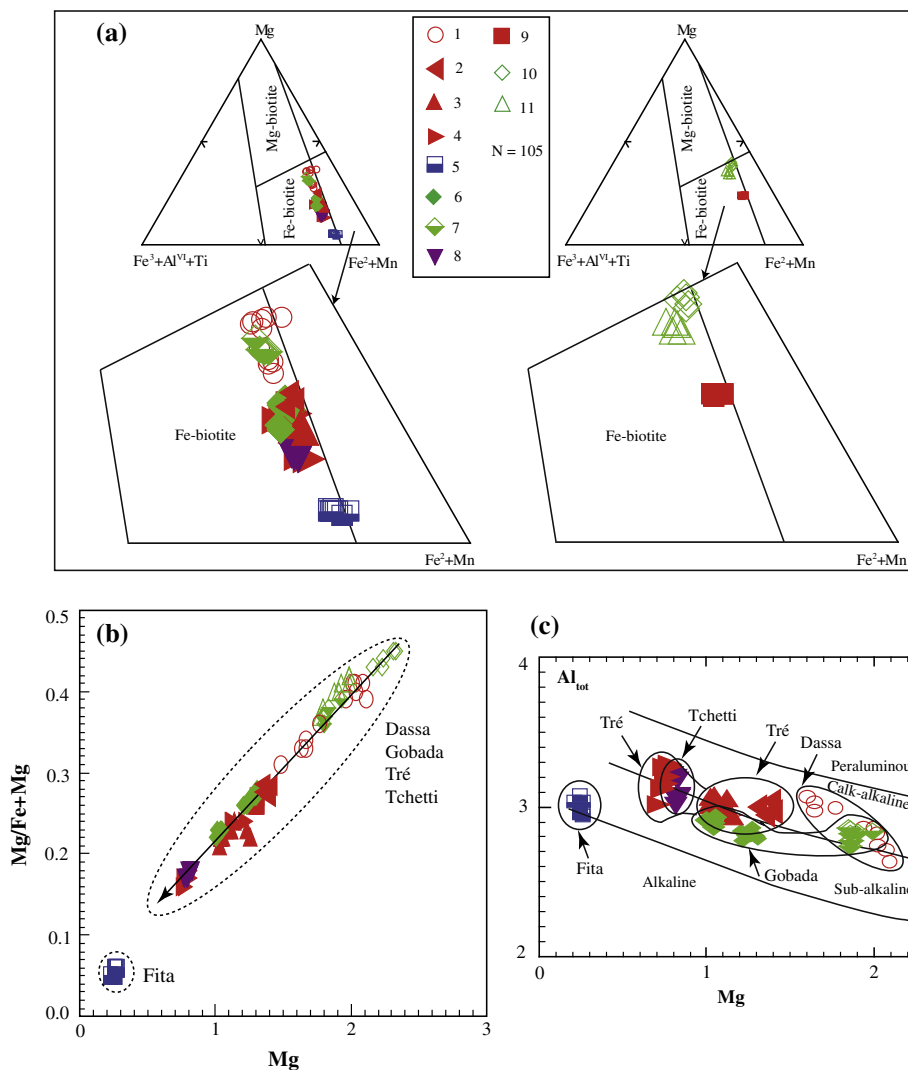 (a)
Mg
Mg-biotite
Fe-biotite
Fe³+Alⱽᴵ+Ti
Fe²+Mn
1
2
3
4
5
6
7
8
9
10
11
N = 105
Mg
Mg-biotite
Fe-biotite
Fe³+Alⱽᴵ+Ti
Fe²+Mn
Fe-biotite
Fe²+Mn
Fe-biotite
Fe²+Mn
(b)
Mg/Fe+Mg
0.5
0.4
0.3
0.2
0.1
0.0
0
1
2
3
Mg
Dassa
Gobada
Tré
Tchetti
Fita
(c)
Al tot
4
3
2
0
1
2
Mg
Tré
Tchetti
Tré
Dassa
Peraluminou
Calk-alkaline
Fita
Alkaline
Gobada
Sub-alkaline